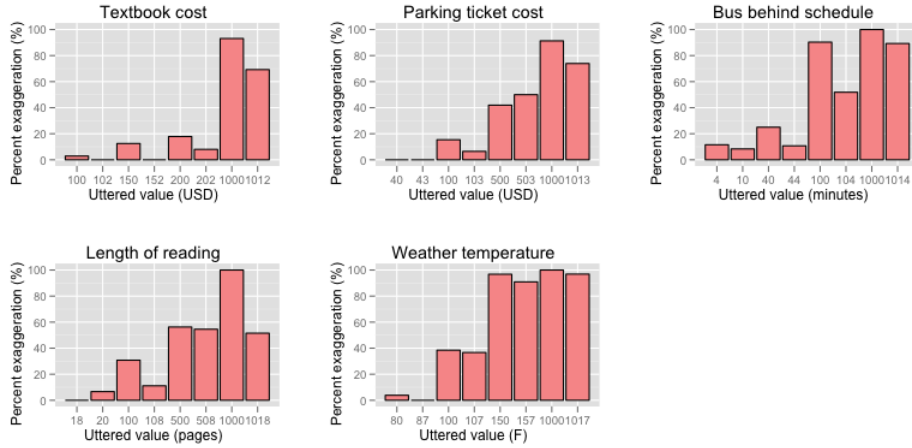 Textbook cost
Percent exaggeration (%)
100
80
60
40
20
0
100 102 150 152 200 202 1000 1012
Uttered value (USD)
Parking ticket cost
Percent exaggeration (%)
100
80
60
40
20
0
40 43 100 103 500 503 1000 1013
Uttered value (USD)
Bus behind schedule
Percent exaggeration (%)
100
80
60
40
20
0
4 10 40 44 100 104 1000 1014
Uttered value (minutes)
Length of reading
Percent exaggeration (%)
100
80
60
40
20
0
18 20 100 108 500 508 1000 1018
Uttered value (pages)
Weather temperature
Percent exaggeration (%)
100
80
60
40
20
0
80 87 100 107 150 157 1000 1017
Uttered value (F)